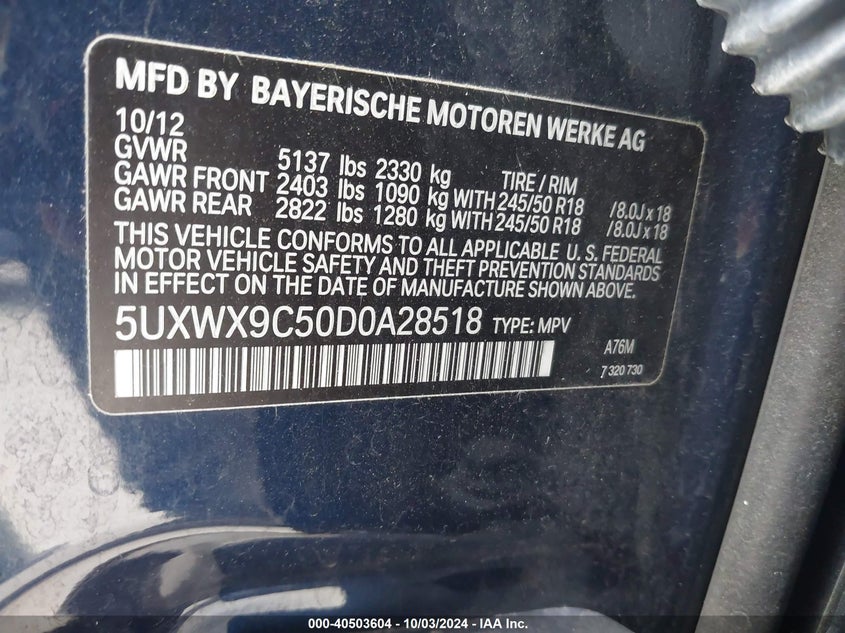 MFD BY BAYERISCHE MOTOREN WERKE AG
10/12
GVWR 5137 lbs 2330 kg TIRE / RIM
GAWR FRONT 2403 lbs 1090 kg WITH 245/50 R18 /8.0J x 18
GAWR REAR 2822 lbs 1280 kg WITH 245/50 R18 /8.0J x 18
THIS VEHICLE CONFORMS TO ALL APPLICABLE U. S. FEDERAL
MOTOR VEHICLE SAFETY AND THEFT PREVENTION STANDARDS
IN EFFECT ON THE DATE OF MANUFACTURE SHOWN ABOVE.
5UXWX9C50D0A28518 TYPE: MPV
A76M
7 320 730
000-40503604 - 10/03/2024 - IAA Inc.